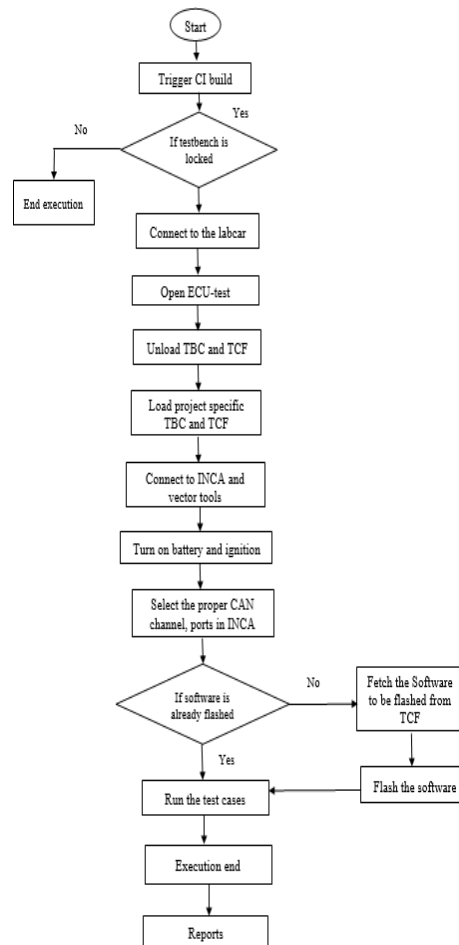 Start
Trigger CI build
Yes
No
If testbench is
locked
End execution
Connect to the labcar
Open ECU-test
Unload TBC and TCF
Load project specific
TBC and TCF
Connect to INCA and
vector tools
Turn on battery and ignition
Select the proper CAN
channel, ports in INCA
If software is
already flashed
No
Fetch the Software
to be flashed from
TCF
Yes
Flash the software
Run the test cases
Execution end
Reports